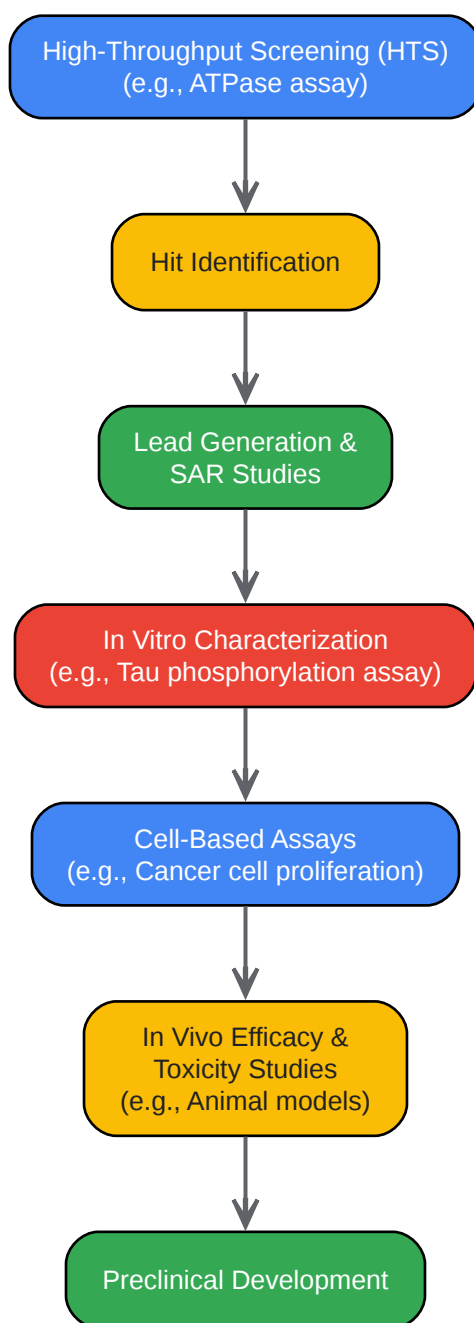 High-Throughput Screening (HTS)
(e.g., ATPase assay)
Hit Identification
Lead Generation &
SAR Studies
In Vitro Characterization
(e.g., Tau phosphorylation assay)
Cell-Based Assays
(e.g., Cancer cell proliferation)
In Vivo Efficacy &
Toxicity Studies
(e.g., Animal models)
Preclinical Development